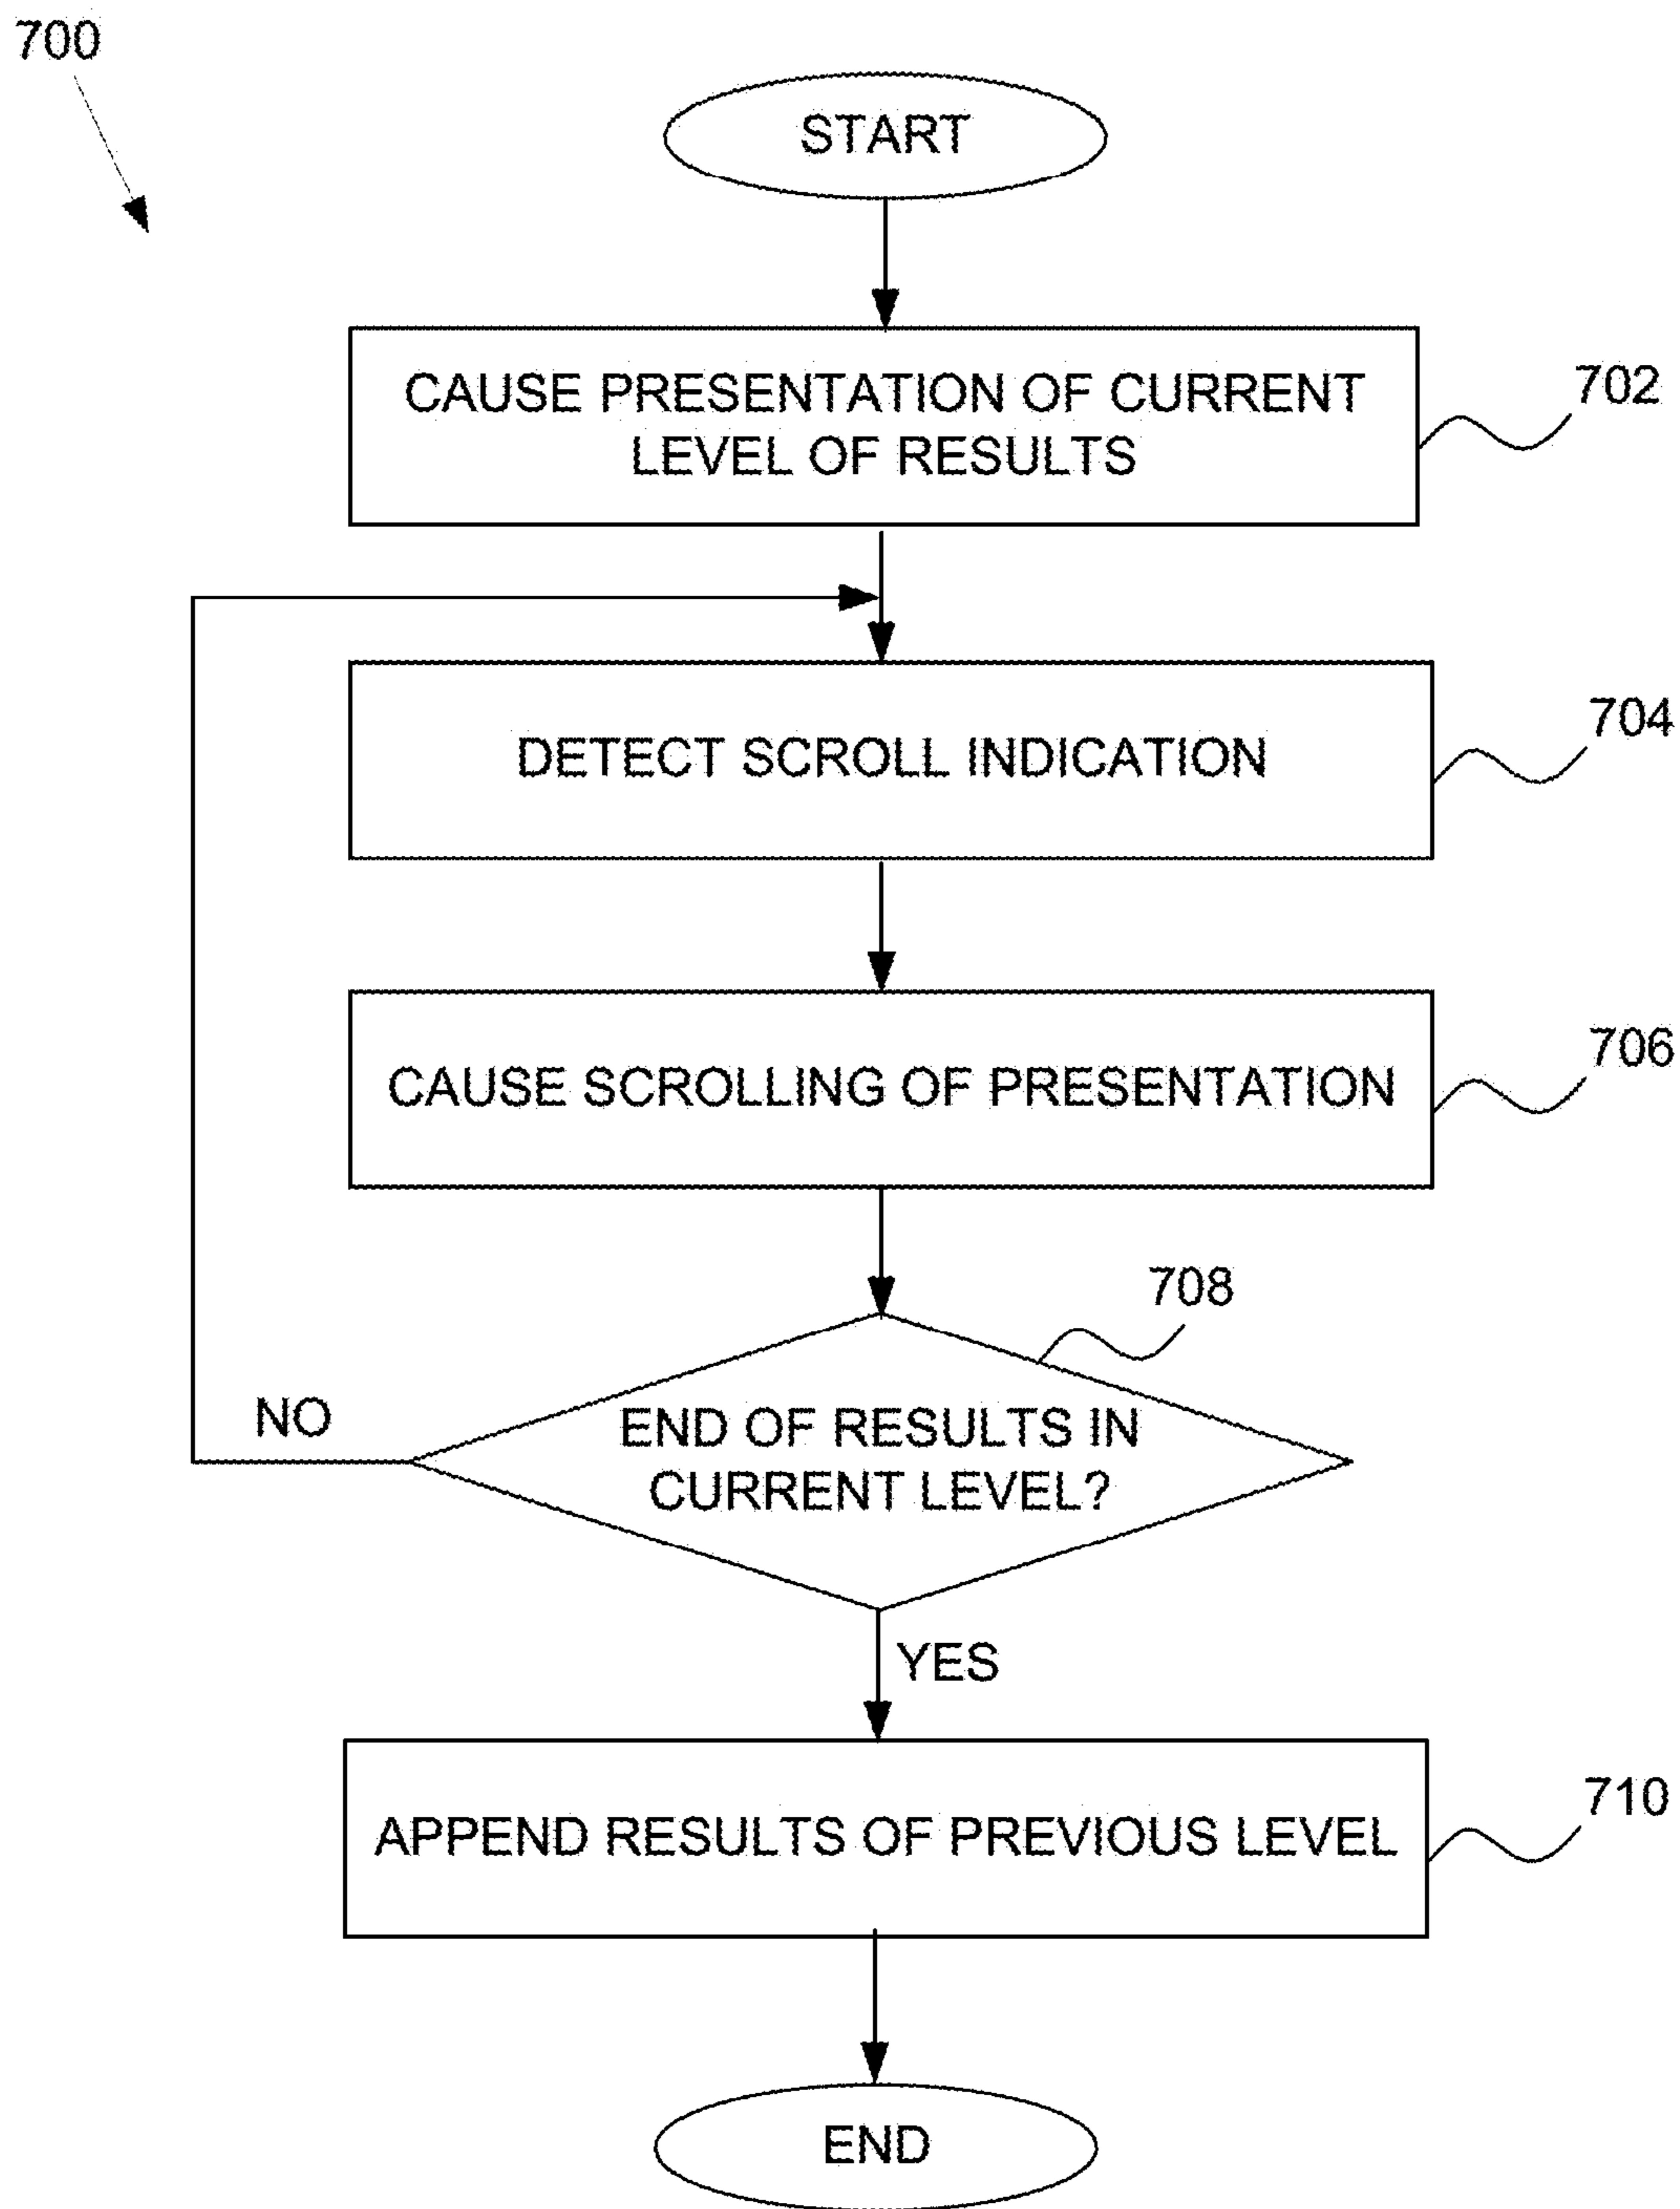 700
START
CAUSE PRESENTATION OF CURRENT
LEVEL OF RESULTS
702
DETECT SCROLL INDICATION
704
CAUSE SCROLLING OF PRESENTATION
706
708
END OF RESULTS IN
CURRENT LEVEL?
NO
YES
APPEND RESULTS OF PREVIOUS LEVEL
710
END